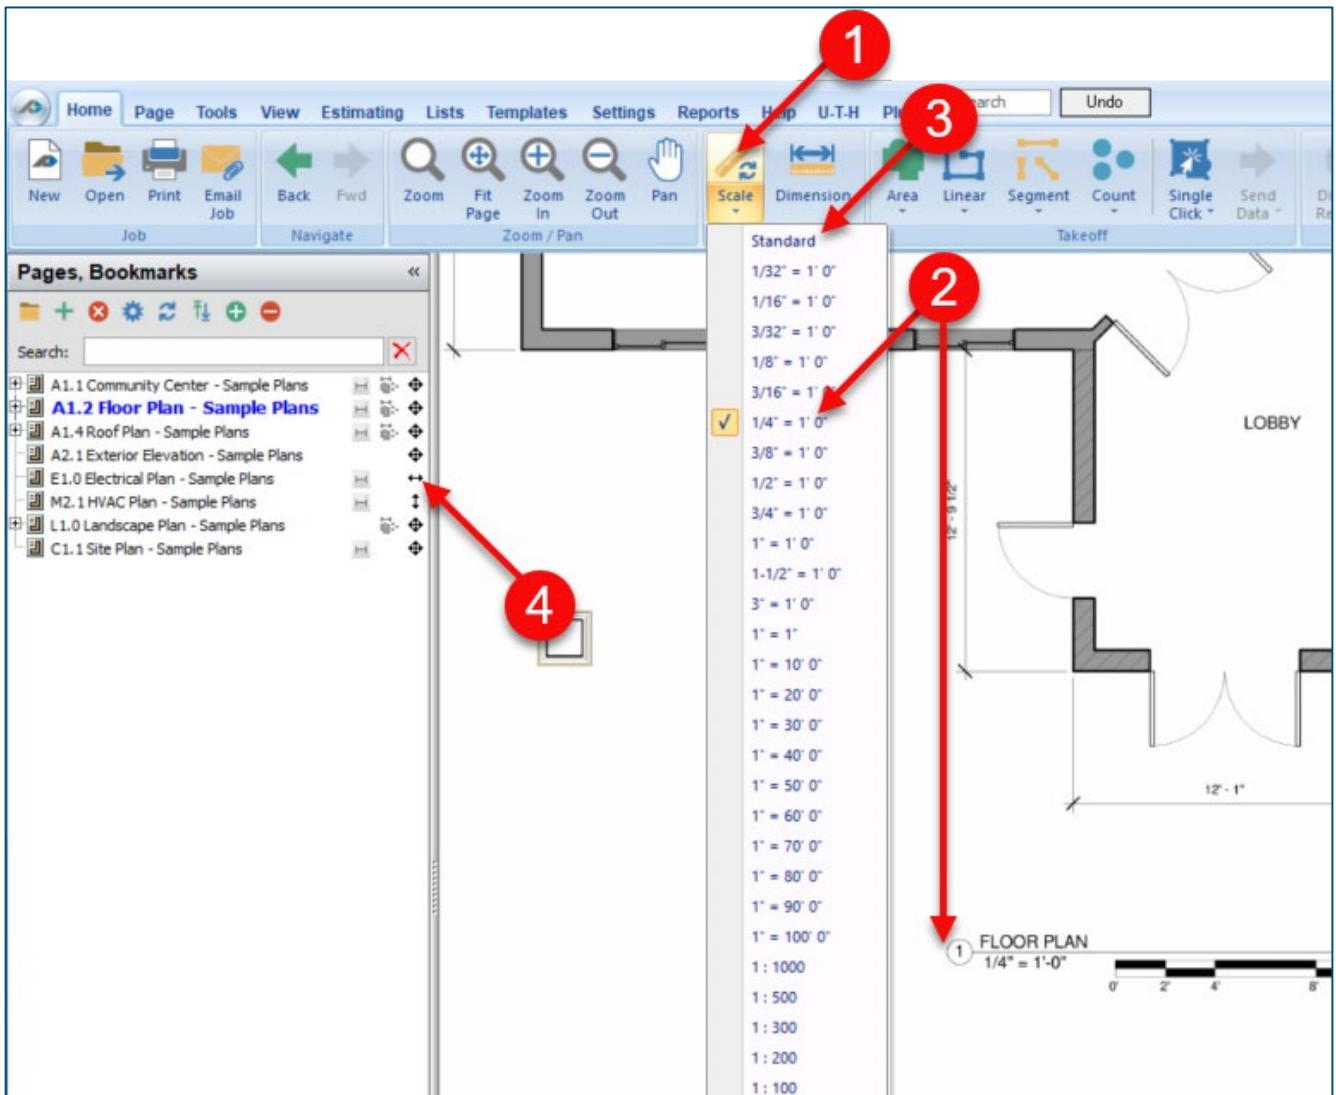 1
Home Page Tools View Estimating Lists Templates Settings Reports Help U-T-H Undo
3
New Open Print Email Job Back Fwd Zoom Fit Page Zoom In Zoom Out Pan Scale Dimension Area Linear Segment Count Single Click Send Data
Job Navigate Zoom / Pan Takeoff
Pages, Bookmarks «
Search:
A1.1 Community Center - Sample Plans
A1.2 Floor Plan - Sample Plans
A1.4 Roof Plan - Sample Plans
A2.1 Exterior Elevation - Sample Plans
E1.0 Electrical Plan - Sample Plans
M2.1 HVAC Plan - Sample Plans
L1.0 Landscape Plan - Sample Plans
C1.1 Site Plan - Sample Plans
4
Standard
1/32" = 1' 0"
1/16" = 1' 0"
3/32" = 1' 0"
1/8" = 1' 0"
3/16" = 1' 0"
1/4" = 1' 0"
3/8" = 1' 0"
1/2" = 1' 0"
3/4" = 1' 0"
1" = 1' 0"
1-1/2" = 1' 0"
3" = 1' 0"
1" = 1"
1" = 10' 0"
1" = 20' 0"
1" = 30' 0"
1" = 40' 0"
1" = 50' 0"
1" = 60' 0"
1" = 70' 0"
1" = 80' 0"
1" = 90' 0"
1" = 100' 0"
1 : 1000
1 : 500
1 : 300
1 : 200
1 : 100
2
LOBBY
12' - 9 1/2"
12' - 1"
1 FLOOR PLAN
1/4" = 1'-0"
0' 2' 4' 8'